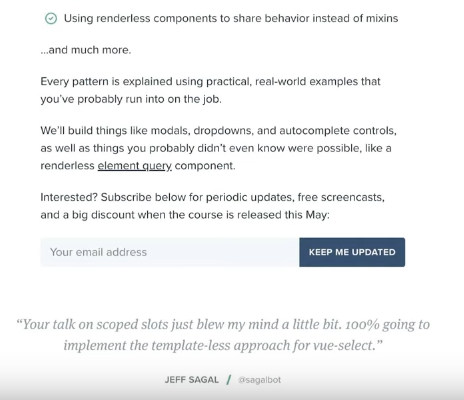 Using renderless components to share behavior instead of mixins
...and much more.
Every pattern is explained using practical, real-world examples that
you've probably run into on the job.
We'll build things like modals, dropdowns, and autocomplete controls,
as well as things you probably didn't even know were possible, like a
renderless element query component.
Interested? Subscribe below for periodic updates, free screencasts,
and a big discount when the course is released this May:
Your email address
KEEP ME UPDATED
“Your talk on scoped slots just blew my mind a little bit. 100% going to
implement the template-less approach for vue-select.”
JEFF SAGAL / @sagalbot